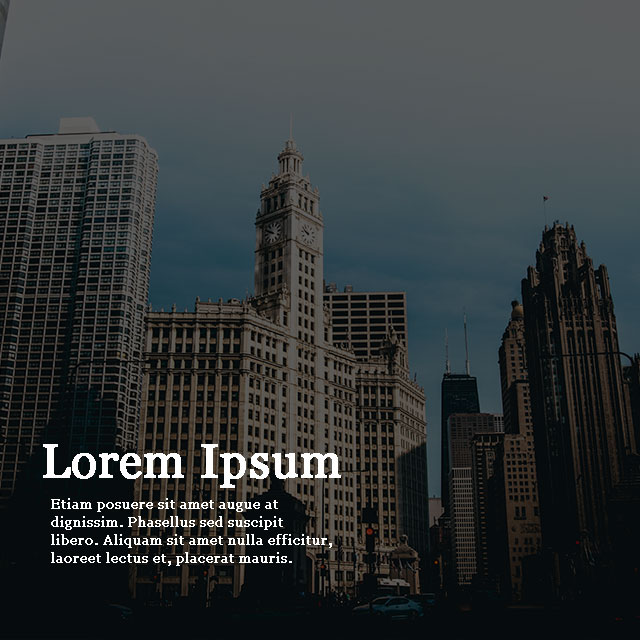 Lorem Ipsum
Etiam posuere sit amet augue at
dignissim. Phasellus sed suscipit
libero. Aliquam sit amet nulla efficitur,
laoreet lectus et, placerat mauris.